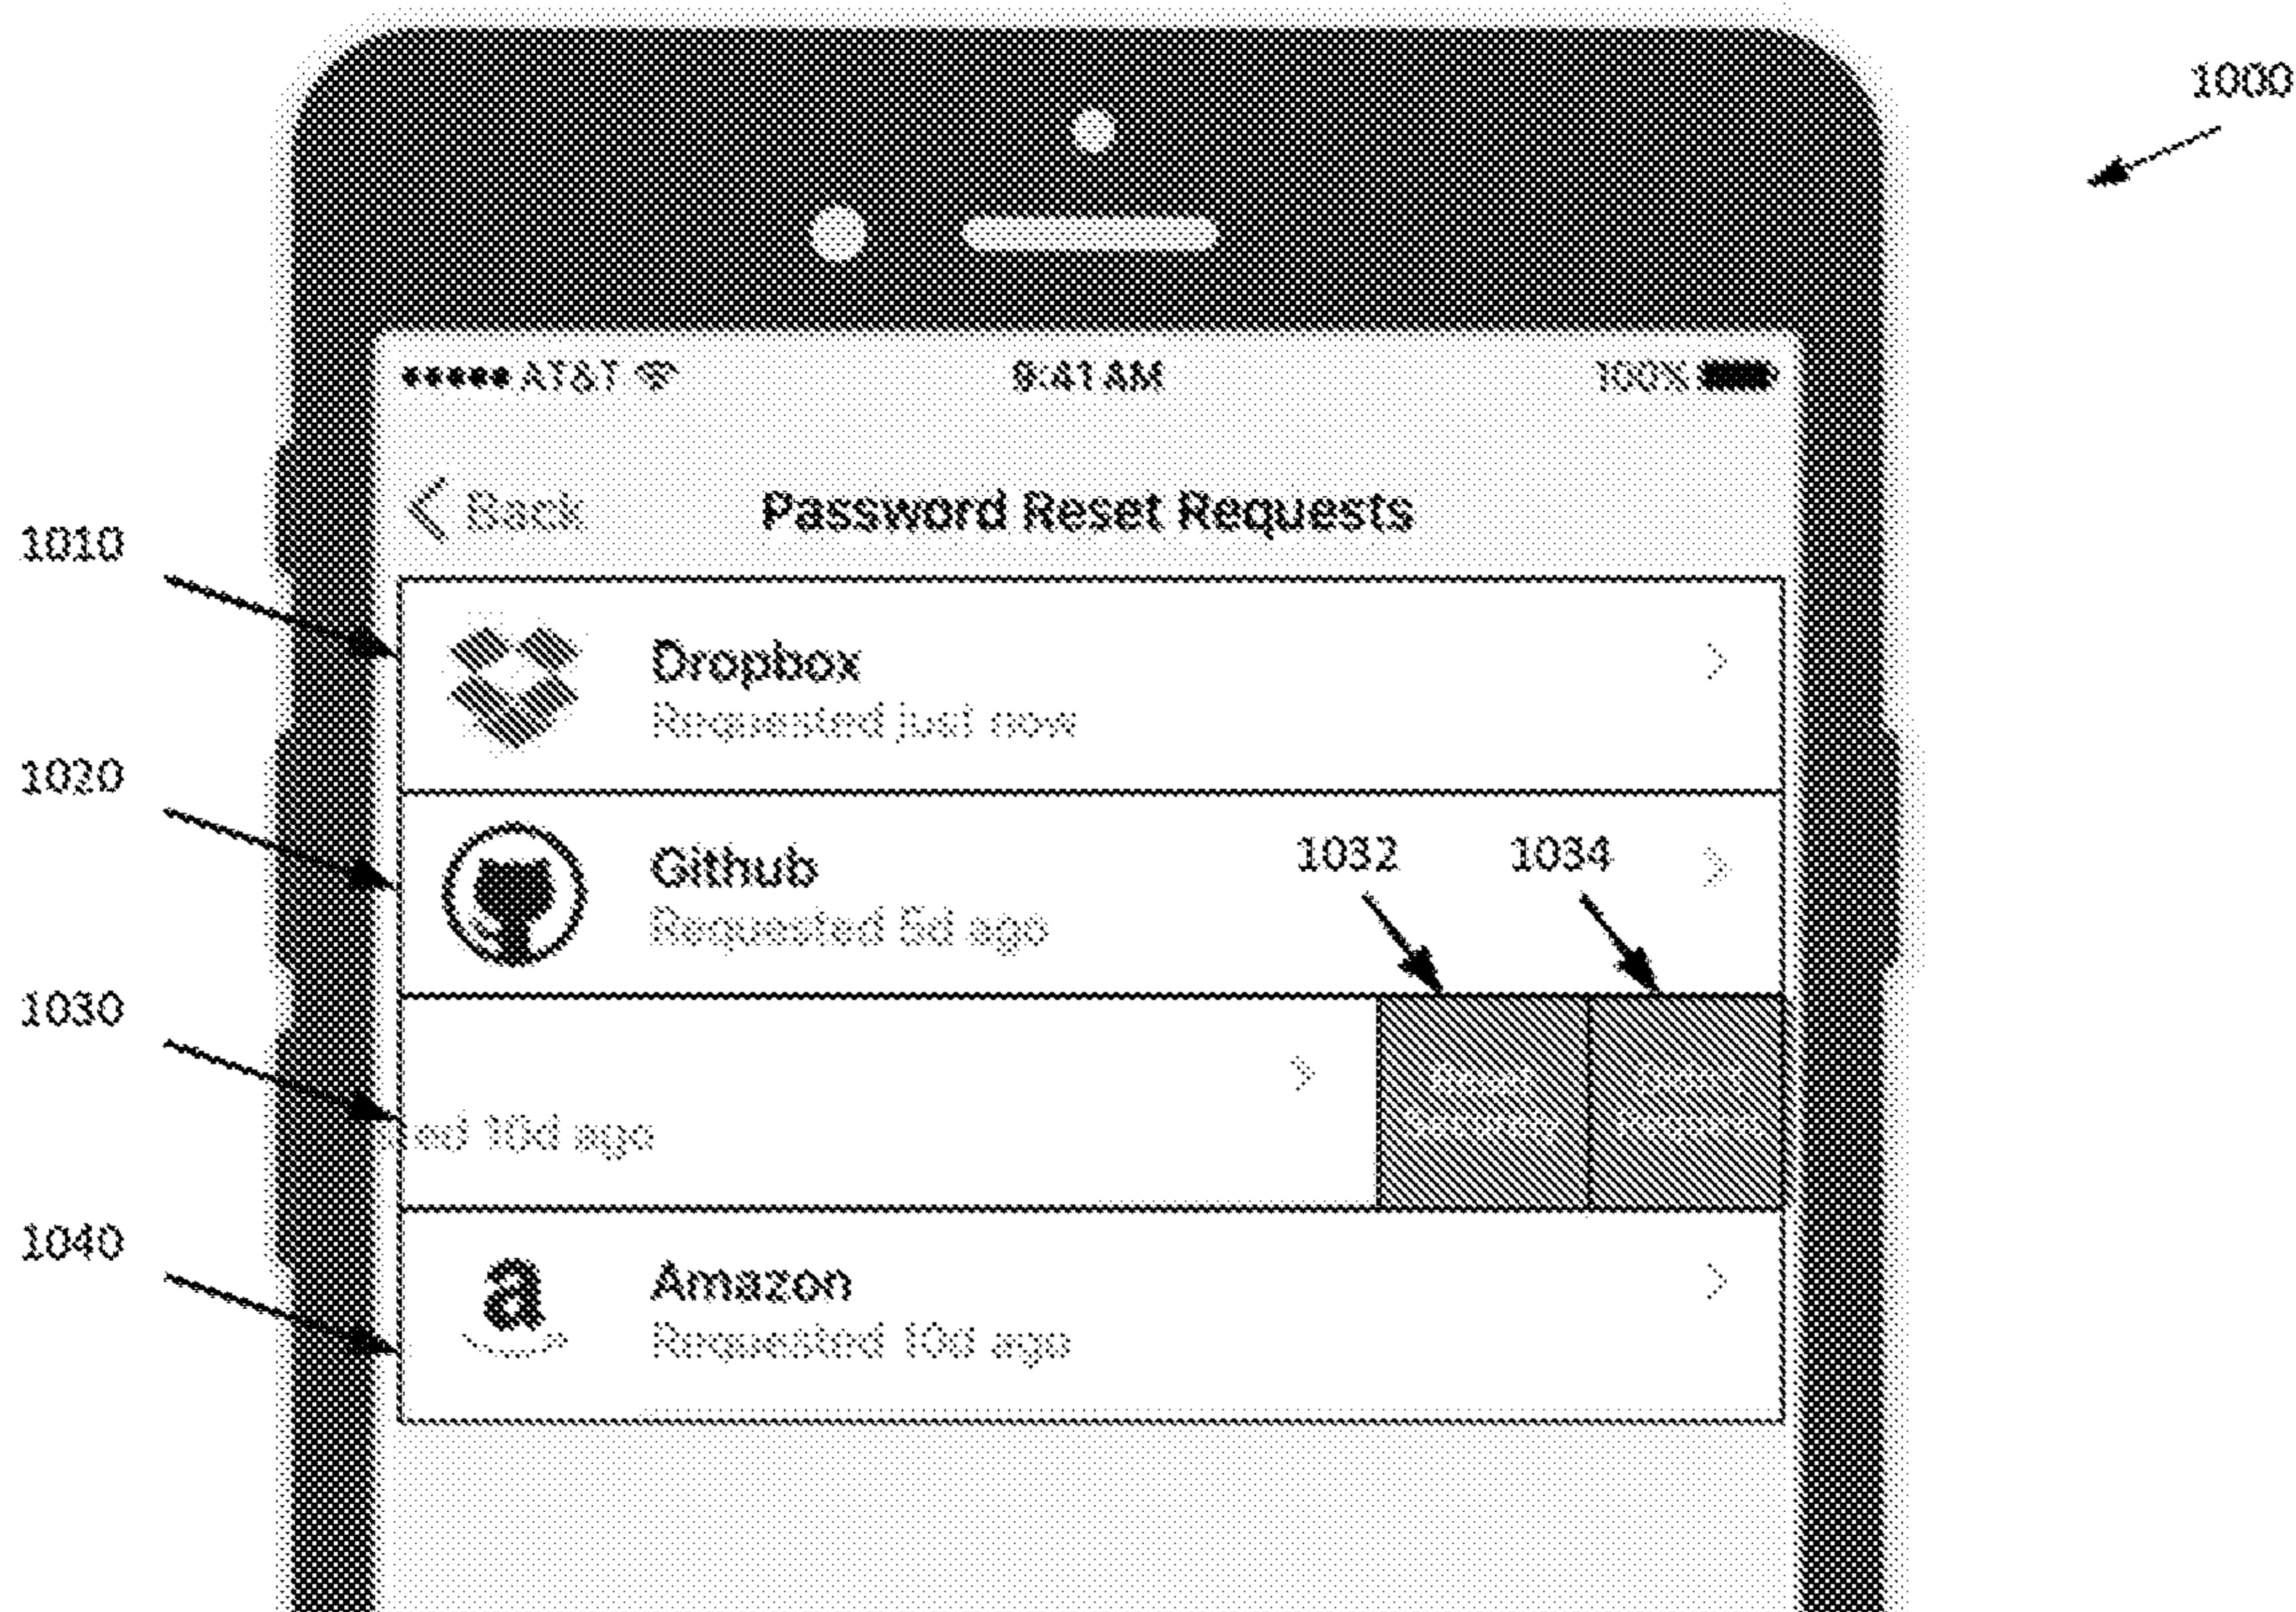 1000
AT&T 9:41 AM 100%
Back Password Reset Requests
1010
Dropbox
Requested just now
1020
Github
Requested 5d ago
1032 1034
1030
ed 10d ago
1040
a
Amazon
Requested 10d ago